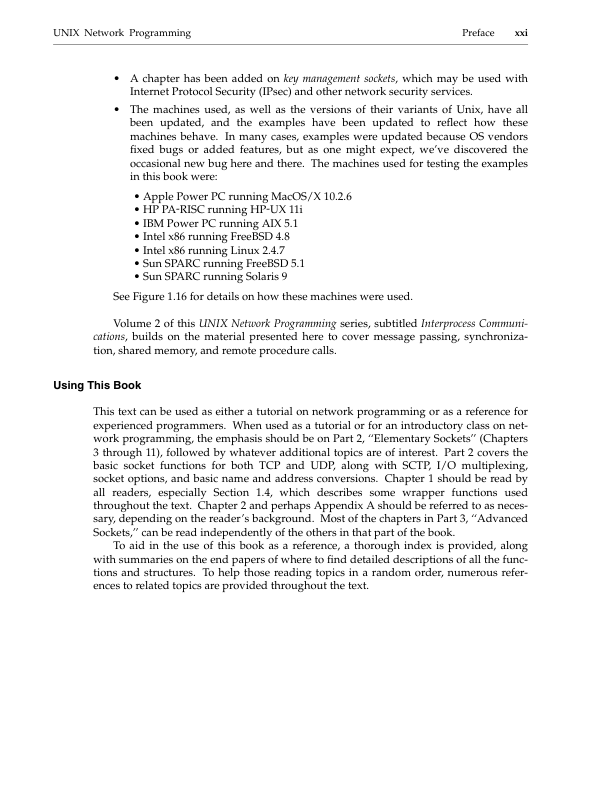 UNIX Network Programming Preface xxi
• A chapter has been added on key management sockets, which may be used with
Internet Protocol Security (IPsec) and other network security services.
• The machines used, as well as the versions of their variants of Unix, have all
been updated, and the examples have been updated to reflect how these
machines behave. In many cases, examples were updated because OS vendors
fixed bugs or added features, but as one might expect, we’ve discovered the
occasional new bug here and there. The machines used for testing the examples
in this book were:
• Apple Power PC running MacOS/X 10.2.6
• HP PA-RISC running HP-UX 11i
• IBM Power PC running AIX 5.1
• Intel x86 running FreeBSD 4.8
• Intel x86 running Linux 2.4.7
• Sun SPARC running FreeBSD 5.1
• Sun SPARC running Solaris 9
See Figure 1.16 for details on how these machines were used.
Volume 2 of this UNIX Network Programming series, subtitled Interprocess Communi-
cations, builds on the material presented here to cover message passing, synchroniza-
tion, shared memory, and remote procedure calls.
Using This Book
This text can be used as either a tutorial on network programming or as a reference for
experienced programmers. When used as a tutorial or for an introductory class on net-
work programming, the emphasis should be on Part 2, ‘‘Elementary Sockets’’ (Chapters
3 through 11), followed by whatever additional topics are of interest. Part 2 covers the
basic socket functions for both TCP and UDP, along with SCTP, I/O multiplexing,
socket options, and basic name and address conversions. Chapter 1 should be read by
all readers, especially Section 1.4, which describes some wrapper functions used
throughout the text. Chapter 2 and perhaps Appendix A should be referred to as neces-
sary, depending on the reader’s background. Most of the chapters in Part 3, ‘‘Advanced
Sockets,’’ can be read independently of the others in that part of the book.
To aid in the use of this book as a reference, a thorough index is provided, along
with summaries on the end papers of where to find detailed descriptions of all the func-
tions and structures. To help those reading topics in a random order, numerous refer-
ences to related topics are provided throughout the text.